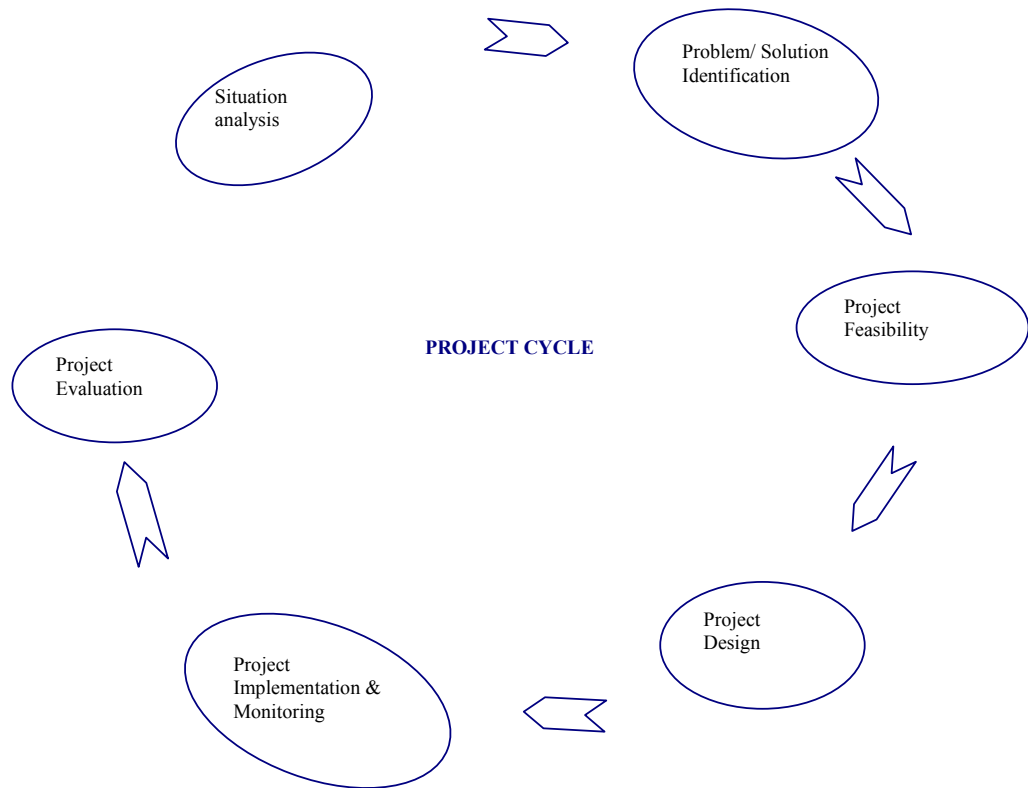 Situation
analysis
Problem/ Solution
Identification
Project
Feasibility
PROJECT CYCLE
Project
Evaluation
Project
Design
Project
Implementation &
Monitoring